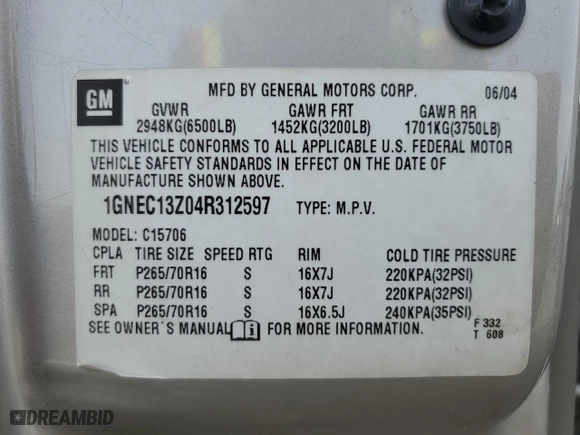 GM
MFD BY GENERAL MOTORS CORP. 06/04
GVWR GAWR FRT GAWR RR
2948KG(6500LB) 1452KG(3200LB) 1701KG(3750LB)
THIS VEHICLE CONFORMS TO ALL APPLICABLE U.S. FEDERAL MOTOR
VEHICLE SAFETY STANDARDS IN EFFECT ON THE DATE OF
MANUFACTURE SHOWN ABOVE.
1GNEC13Z04R312597 TYPE: M.P.V.
MODEL: C15706
CPLA TIRE SIZE SPEED RTG RIM COLD TIRE PRESSURE
FRT P265/70R16 S 16X7J 220KPA(32PSI)
RR P265/70R16 S 16X7J 220KPA(32PSI)
SPA P265/70R16 S 16X6.5J 240KPA(35PSI)
SEE OWNER'S MANUAL FOR MORE INFORMATION. F 332
T 608
DREAMBID